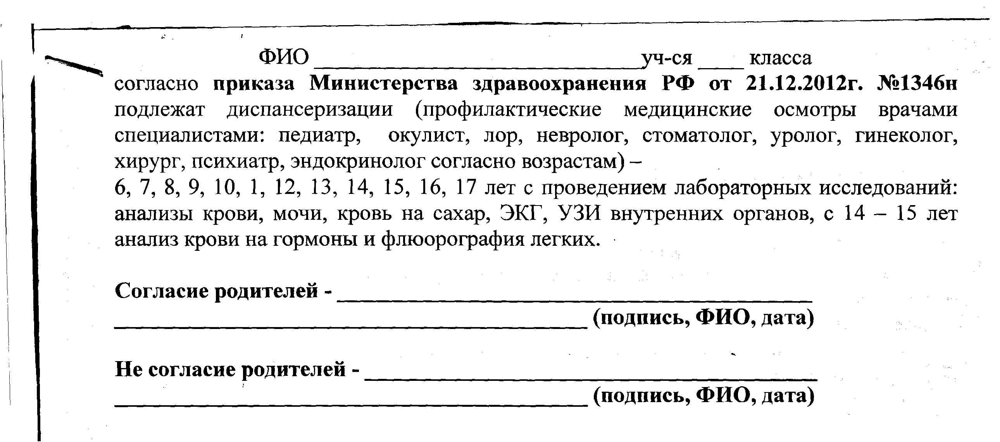 ФИО ______________________________уч-ся ____ класса
согласно приказа Министерства здравоохранения РФ от 21.12.2012г. №1346н
подлежат диспансеризации (профилактические медицинские осмотры врачами
специалистами: педиатр, окулист, лор, невролог, стоматолог, уролог, гинеколог,
хирург, психиатр, эндокринолог согласно возрастам) –
6, 7, 8, 9, 10, 1, 12, 13, 14, 15, 16, 17 лет с проведением лабораторных исследований:
анализы крови, мочи, кровь на сахар, ЭКГ, УЗИ внутренних органов, с 14 – 15 лет
анализ крови на гормоны и флюорография легких.
Согласие родителей - ______________________________
______________________________ (подпись, ФИО, дата)
Не согласие родителей - ______________________________
______________________________ (подпись, ФИО, дата)